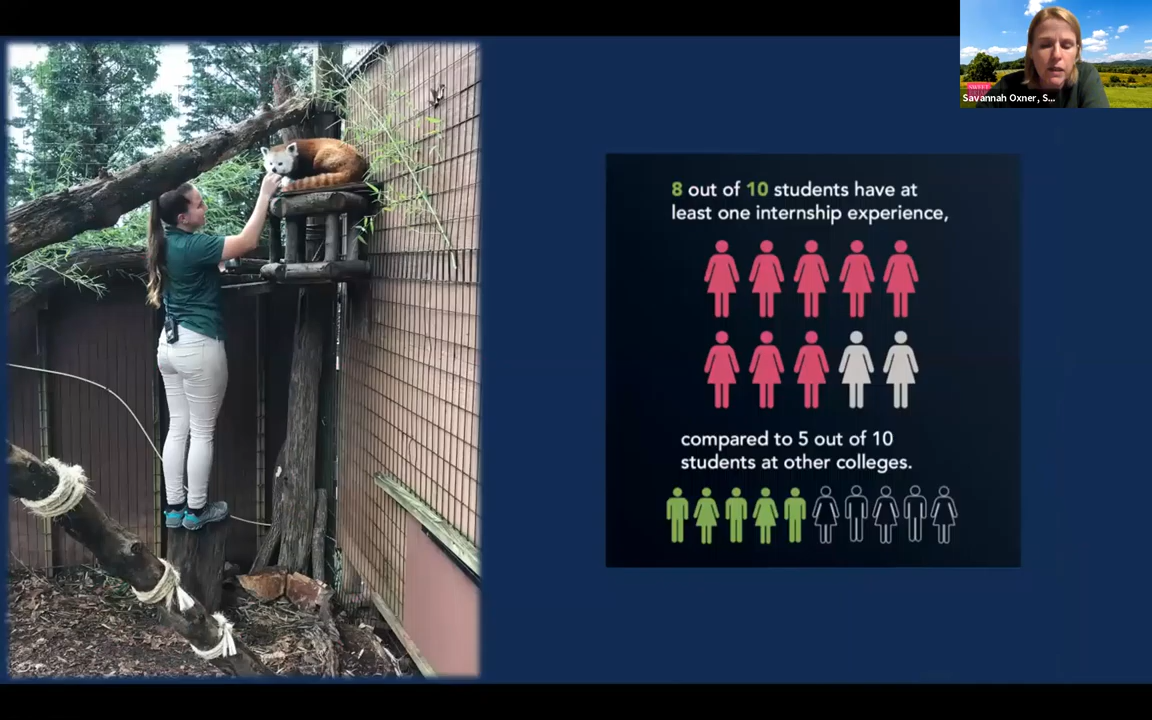 Savannah Oxner, S...
8 out of 10 students have at
least one internship experience,
compared to 5 out of 10
students at other colleges.